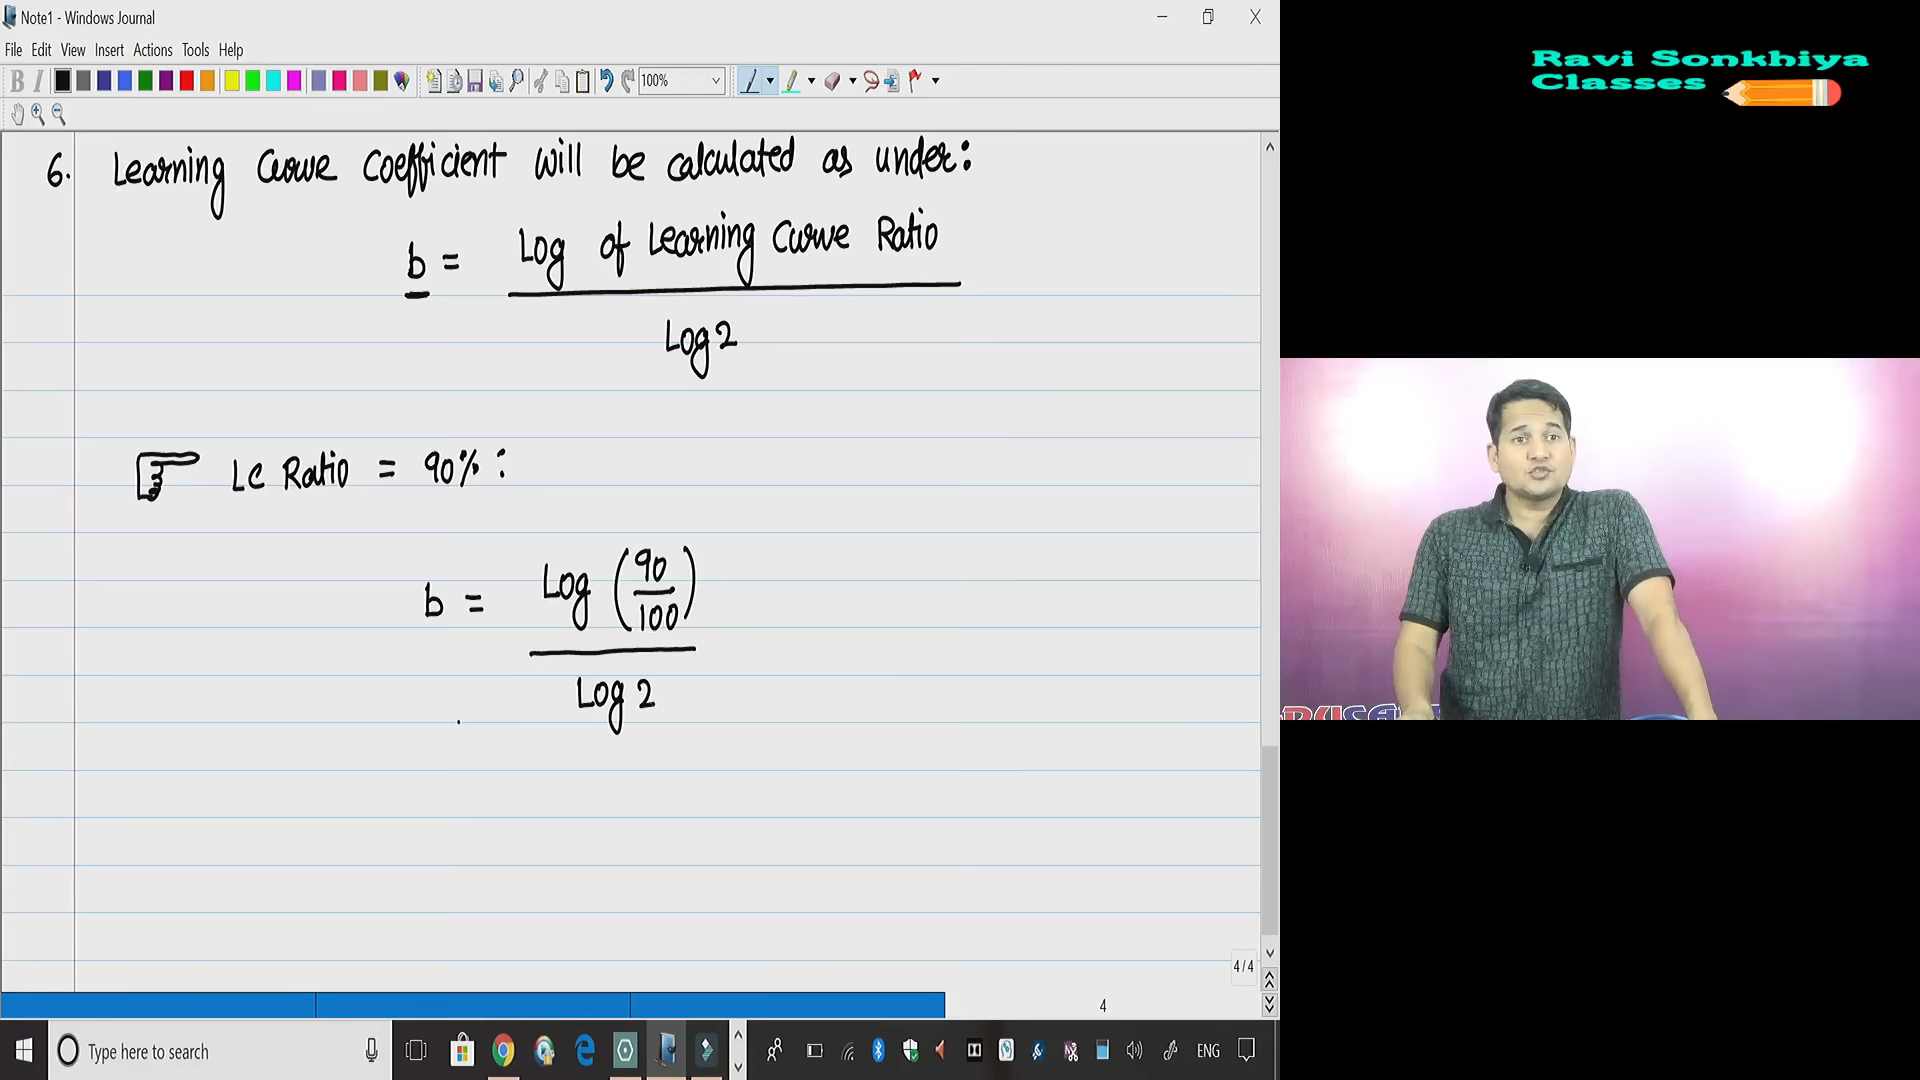 Note1 - Windows Journal
File Edit View Insert Actions Tools Help
B I
100%
Ravi Sonkhiya
Classes
6. Learning Curve Coefficient will be calculated as under:
b = Log of Learning Curve Ratio
Log 2
LC Ratio = 90% :
b = Log (90/100)
Log 2
4/4
4
Type here to search
ENG